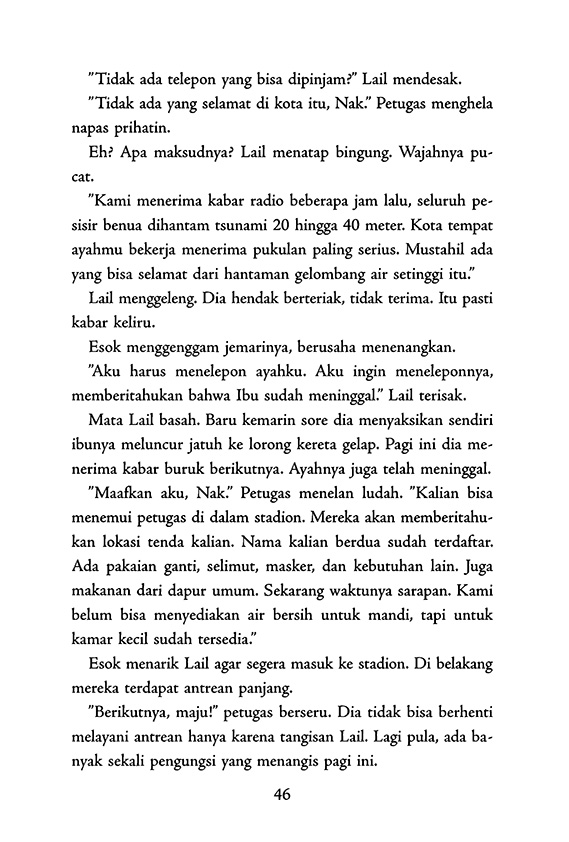 ”Tidak ada telepon yang bisa dipinjam?” Lail mendesak.
”Tidak ada yang selamat di kota itu, Nak.” Petugas menghela
napas prihatin.
Eh? Apa maksudnya? Lail menatap bingung. Wajahnya pu-
cat.
”Kami menerima kabar radio beberapa jam lalu, seluruh pe-
sisir benua dihantam tsunami 20 hingga 40 meter. Kota tempat
ayahmu bekerja menerima pukulan paling serius. Mustahil ada
yang bisa selamat dari hantaman gelombang air setinggi itu.”
Lail menggeleng. Dia hendak berteriak, tidak terima. Itu pasti
kabar keliru.
Esok menggenggam jemarinya, berusaha menenangkan.
”Aku harus menelepon ayahku. Aku ingin meneleponnya,
memberitahukan bahwa Ibu sudah meninggal.” Lail terisak.
Mata Lail basah. Baru kemarin sore dia menyaksikan sendiri
ibunya meluncur jatuh ke lorong kereta gelap. Pagi ini dia me-
nerima kabar buruk berikutnya. Ayahnya juga telah meninggal.
”Maafkan aku, Nak.” Petugas menelan ludah. ”Kalian bisa
menemui petugas di dalam stadion. Mereka akan memberitahu-
kan lokasi tenda kalian. Nama kalian berdua sudah terdaftar.
Ada pakaian ganti, selimut, masker, dan kebutuhan lain. Juga
makanan dari dapur umum. Sekarang waktunya sarapan. Kami
belum bisa menyediakan air bersih untuk mandi, tapi untuk
kamar kecil sudah tersedia.”
Esok menarik Lail agar segera masuk ke stadion. Di belakang
mereka terdapat antrean panjang.
”Berikutnya, maju!” petugas berseru. Dia tidak bisa berhenti
melayani antrean hanya karena tangisan Lail. Lagi pula, ada ba-
nyak sekali pengungsi yang menangis pagi ini.
46